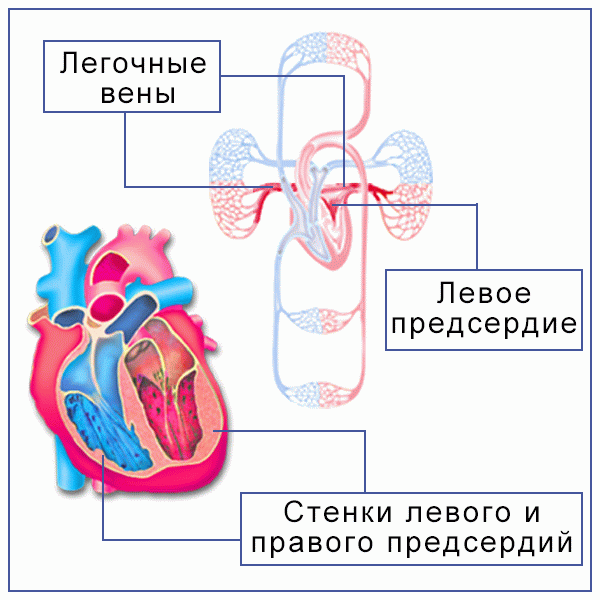 Легочные
вены
Левое
предсердие
Стенки левого и
правого предсердий